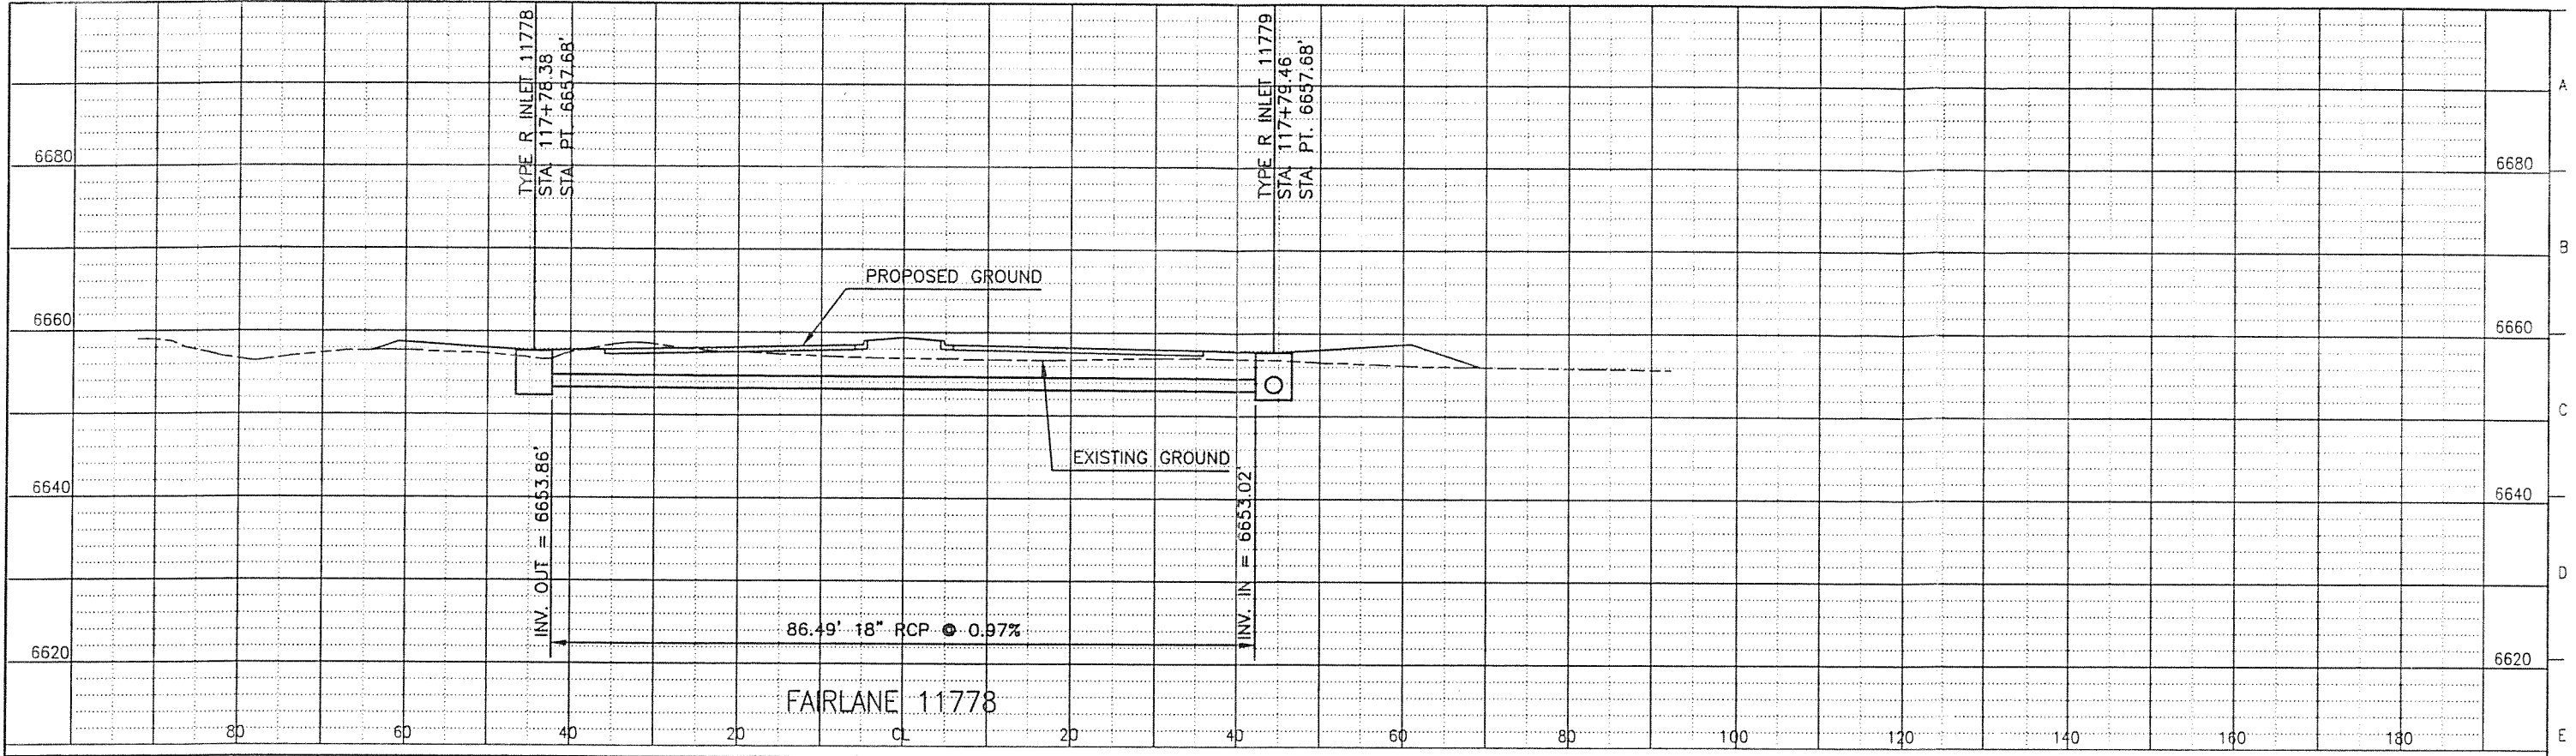 TYPE R INLET 11778
STA. 117+78.38
STA. PT. 6657.68'
TYPE R INLET 11779
STA. 117+79.46
STA. PT. 6657.68'
A
6680
6680
B
PROPOSED GROUND
6660
6660
C
EXISTING GROUND
INV. OUT = 6653.86'
INV. IN = 6653.02'
6640
6640
D
86.49' 18" RCP @ 0.97%
6620
6620
FAIRLANE 11778
80 60 40 20 CL 20 40 60 80 100 120 140 160 180
E